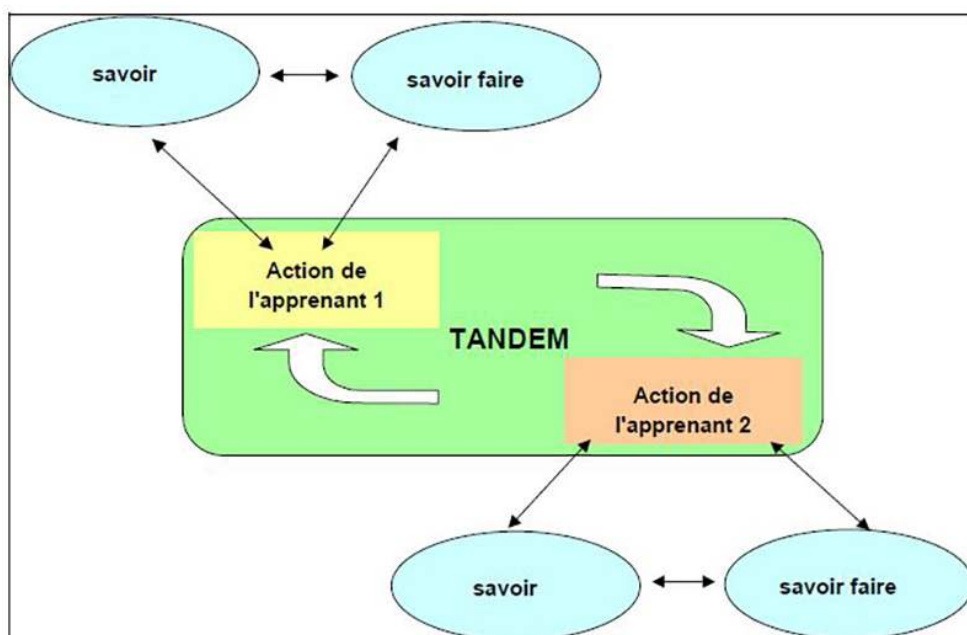 savoir
savoir faire
Action de
l'apprenant 1
TANDEM
Action de
l'apprenant 2
savoir
savoir faire